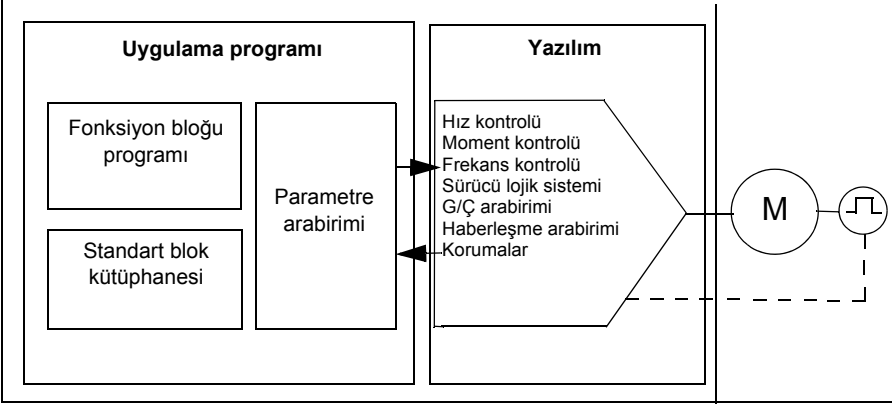 Uygulama programı
Fonksiyon bloğu
programı
Standart blok
kütüphanesi
Parametre
arabirimi
Yazılım
Hız kontrolü
Moment kontrolü
Frekans kontrolü
Sürücü lojik sistemi
G/Ç arabirimi
Haberleşme arabirimi
Korumalar
M